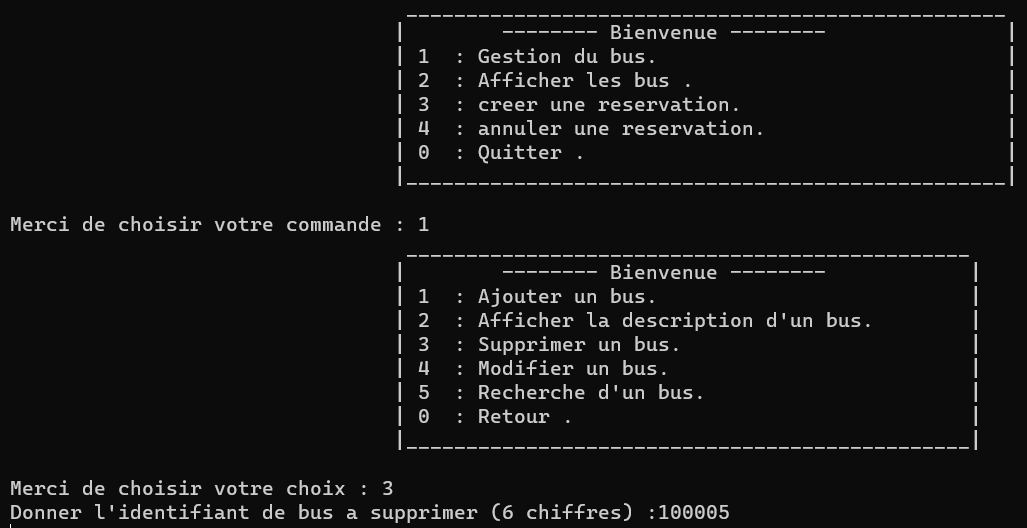 -------- Bienvenue --------
1 : Gestion du bus.
2 : Afficher les bus .
3 : creer une reservation.
4 : annuler une reservation.
0 : Quitter .
Merci de choisir votre commande : 1
-------- Bienvenue --------
1 : Ajouter un bus.
2 : Afficher la description d'un bus.
3 : Supprimer un bus.
4 : Modifier un bus.
5 : Recherche d'un bus.
0 : Retour .
Merci de choisir votre choix : 3
Donner l'identifiant de bus a supprimer (6 chiffres) :100005